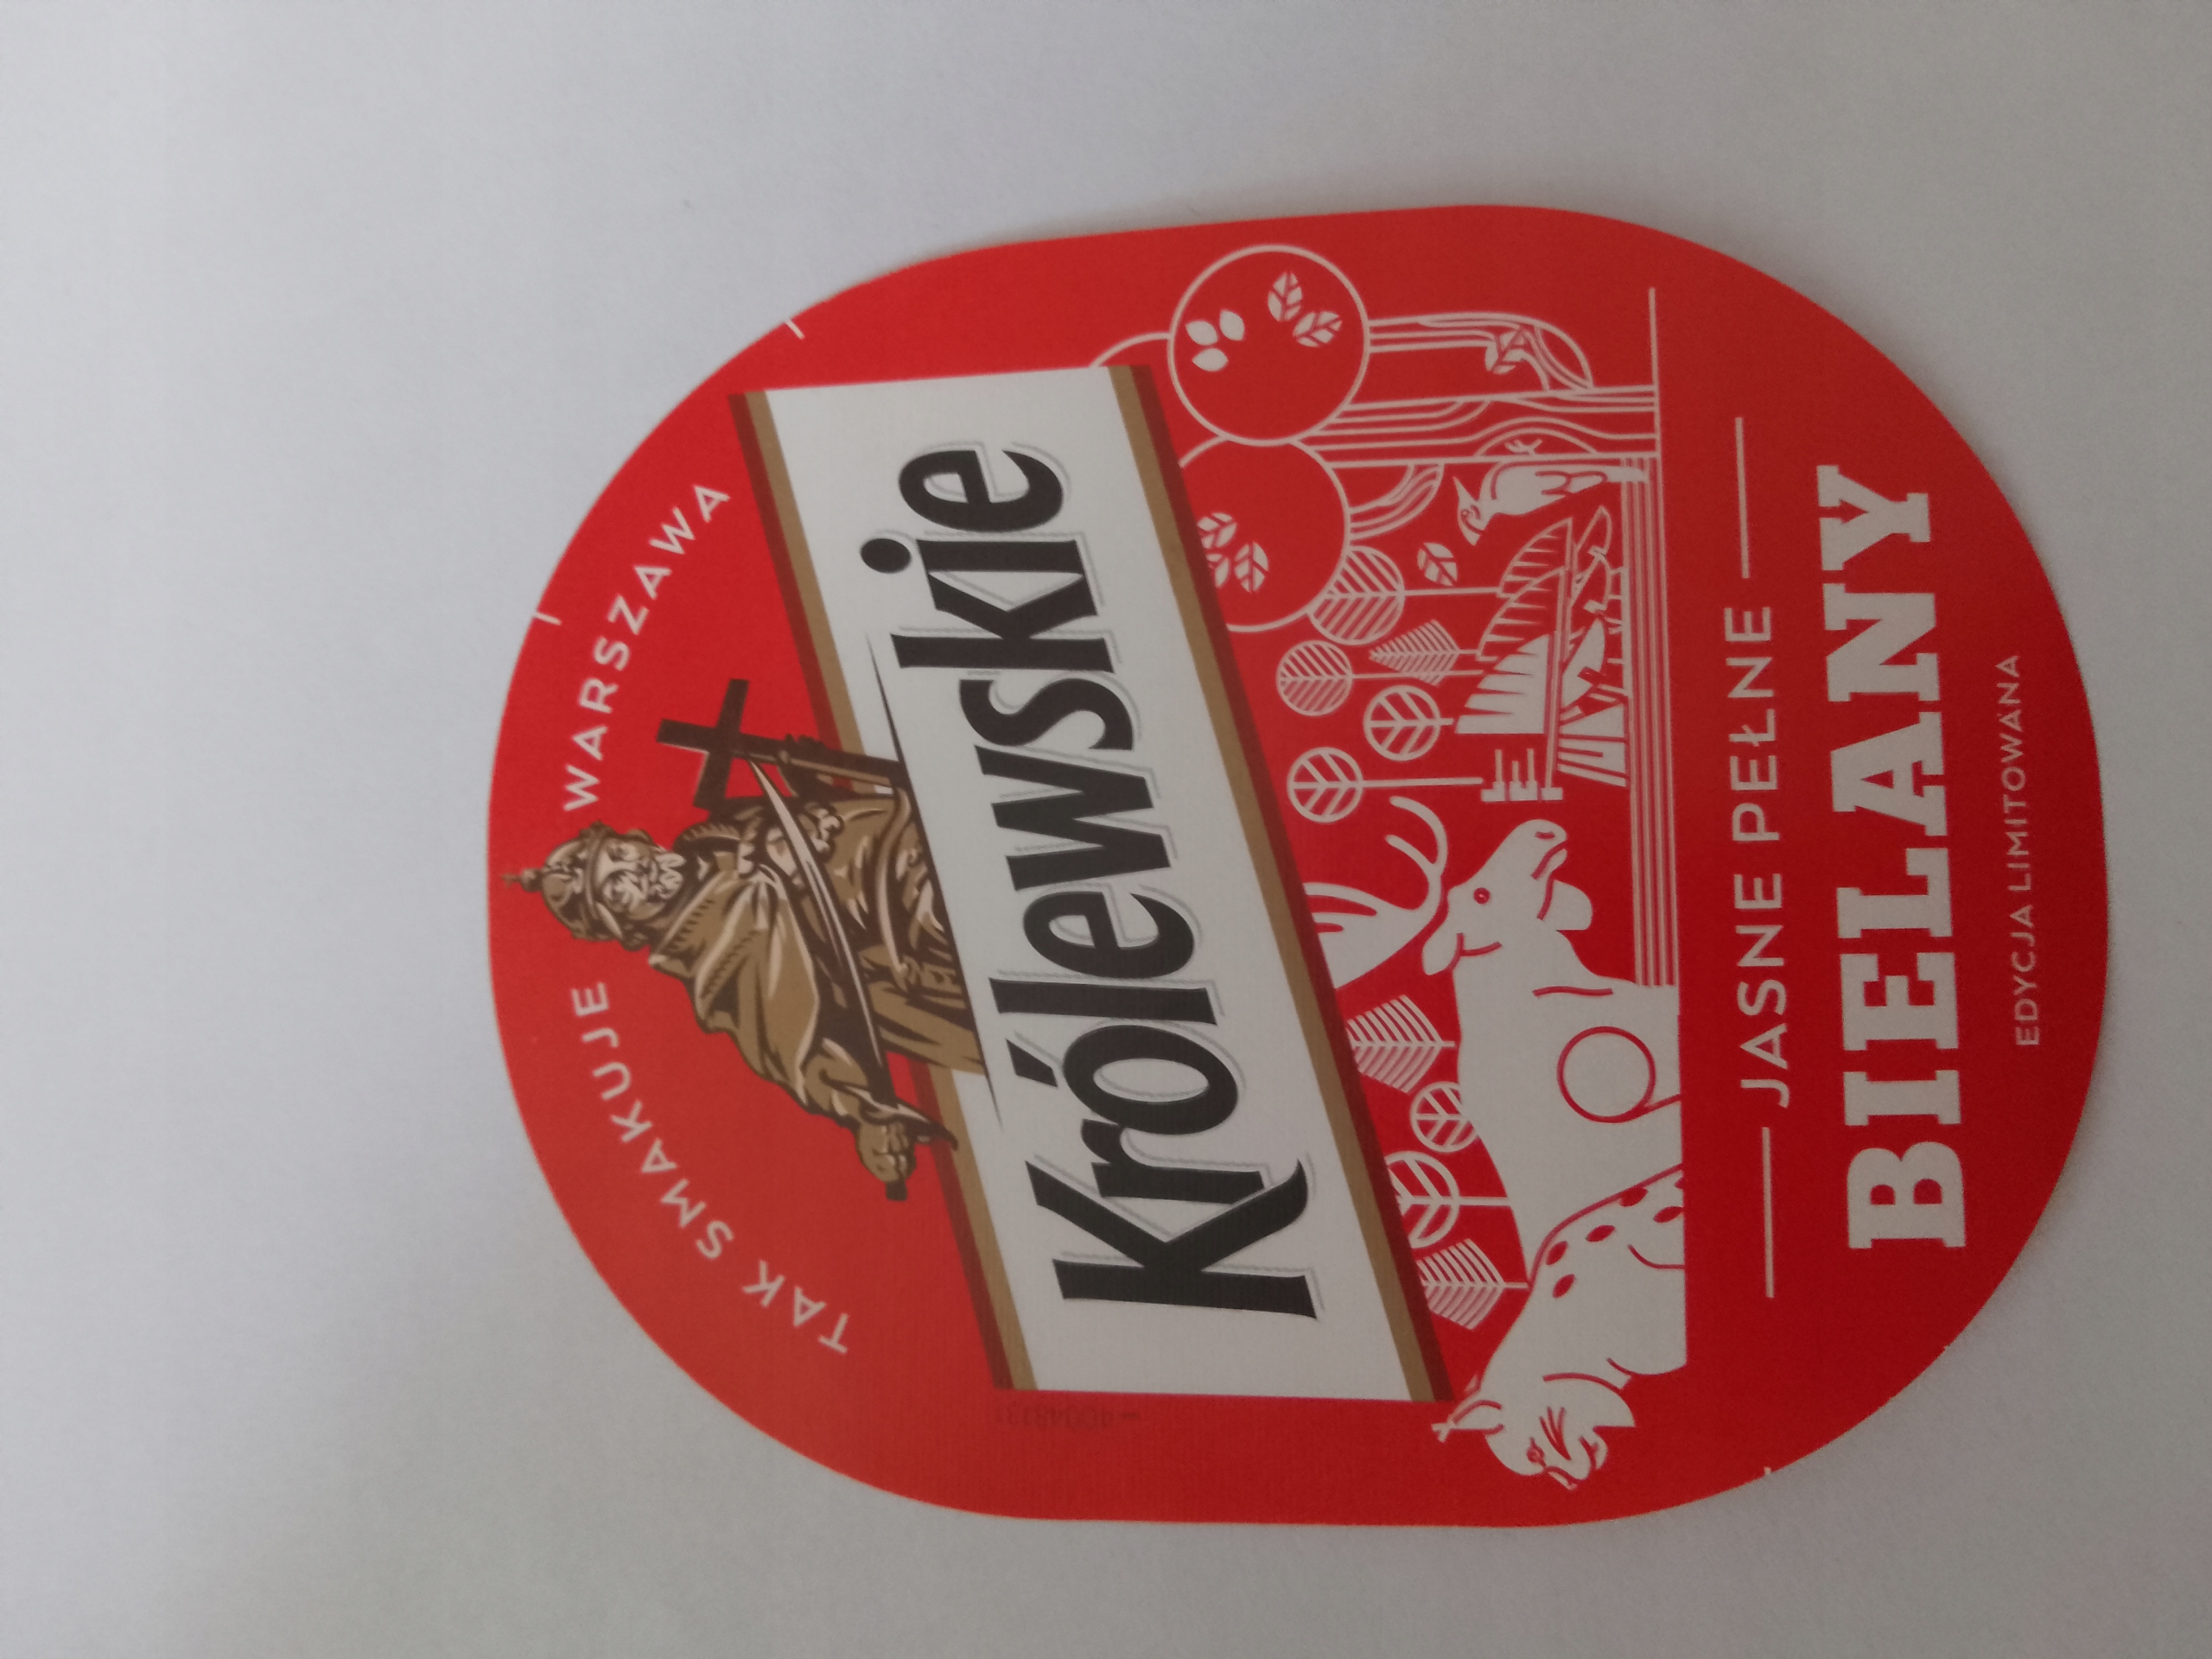 TAK SMAKUJE WARSZAWA
Królewskie
JASNE PEŁNE
BIELANY
EDYCJA LIMITOWANA